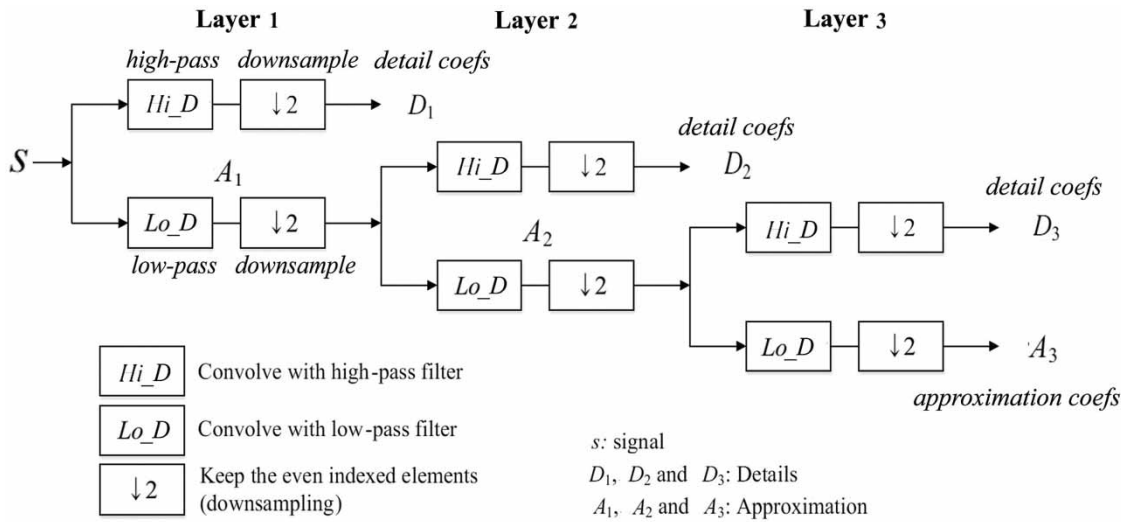 Layer 1
Layer 2
Layer 3
high-pass downsample detail coefs
Hi_D ↓2 D₁
S
A₁
Lo_D ↓2
low-pass downsample
detail coefs
Hi_D ↓2 D₂
A₂
Lo_D ↓2
detail coefs
Hi_D ↓2 D₃
Lo_D ↓2 A₃
approximation coefs
Hi_D Convolve with high-pass filter
Lo_D Convolve with low-pass filter
↓2 Keep the even indexed elements
(downsampling)
s: signal
D₁, D₂ and D₃: Details
A₁, A₂ and A₃: Approximation